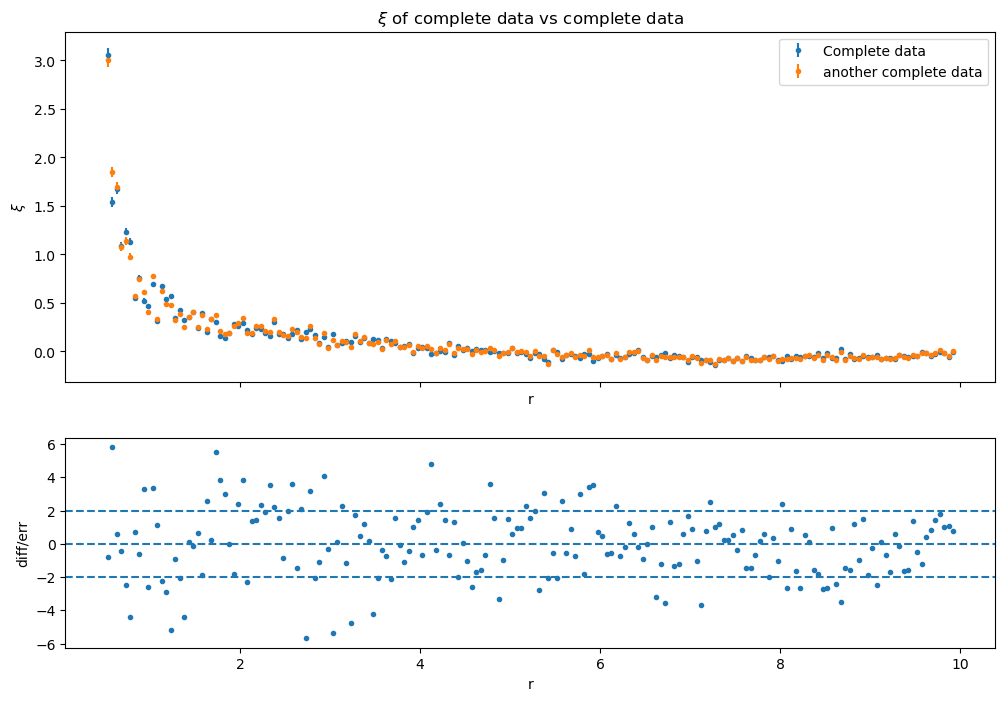 ξ of complete data vs complete data
Complete data
another complete data
3.0
2.5
2.0
1.5
1.0
0.5
0.0
ξ
r
6
4
2
0
−2
−4
−6
diff/err
2
4
6
8
10
r